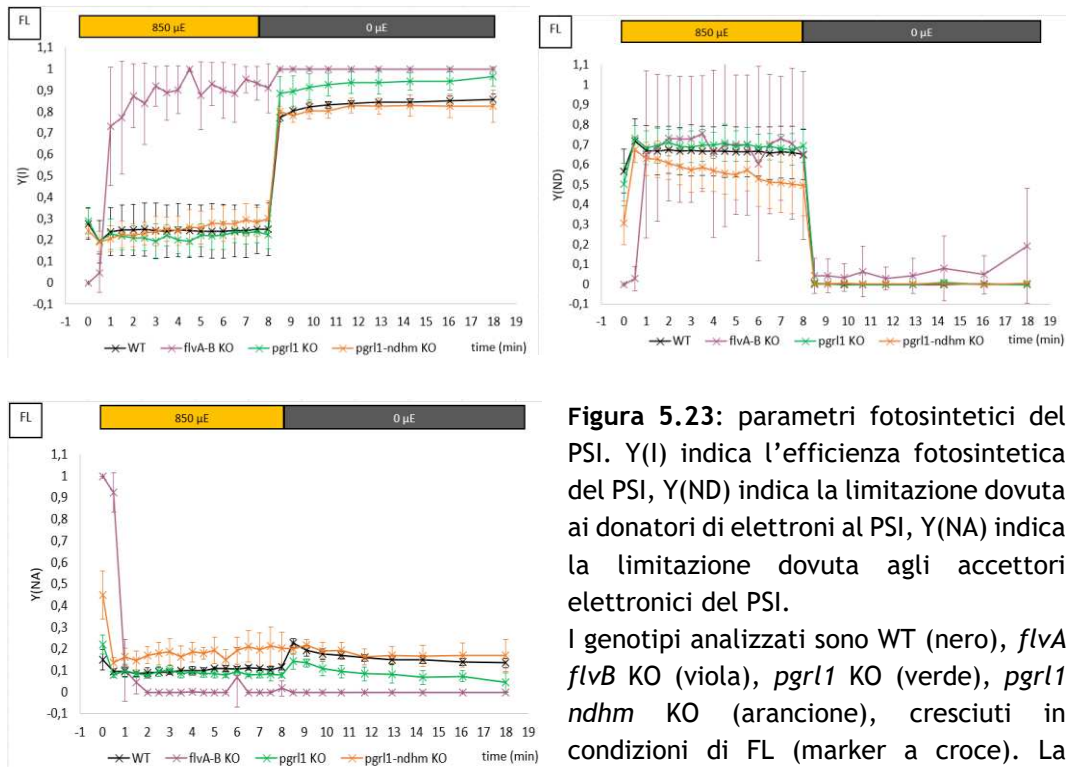 FL
850 µE
0 µE
1,1
1
0,9
0,8
0,7
0,6
0,5
0,4
0,3
0,2
0,1
0
-0,1
Y(I)
-1 0 1 2 3 4 5 6 7 8 9 10 11 12 13 14 15 16 17 18 19
WT flvA-B KO pgrl1 KO pgrl1-ndhm KO time (min)
FL
850 µE
0 µE
1,1
1
0,9
0,8
0,7
0,6
0,5
0,4
0,3
0,2
0,1
0
-0,1
Y(ND)
-1 0 1 2 3 4 5 6 7 8 9 10 11 12 13 14 15 16 17 18 19
WT flvA-B KO pgrl1 KO pgrl1-ndhm KO time (min)
FL
850 µE
0 µE
1,1
1
0,9
0,8
0,7
0,6
0,5
0,4
0,3
0,2
0,1
0
-0,1
Y(NA)
-1 0 1 2 3 4 5 6 7 8 9 10 11 12 13 14 15 16 17 18 19
WT flvA-B KO pgrl1 KO pgrl1-ndhm KO time (min)
Figura 5.23: parametri fotosintetici del
PSI. Y(I) indica l’efficienza fotosintetica
del PSI, Y(ND) indica la limitazione dovuta
ai donatori di elettroni al PSI, Y(NA) indica
la limitazione dovuta agli accettori
elettronici del PSI.
I genotipi analizzati sono WT (nero), flvA
flvB KO (viola), pgrl1 KO (verde), pgrl1
ndhm KO (arancione), cresciuti in
condizioni di FL (marker a croce). La